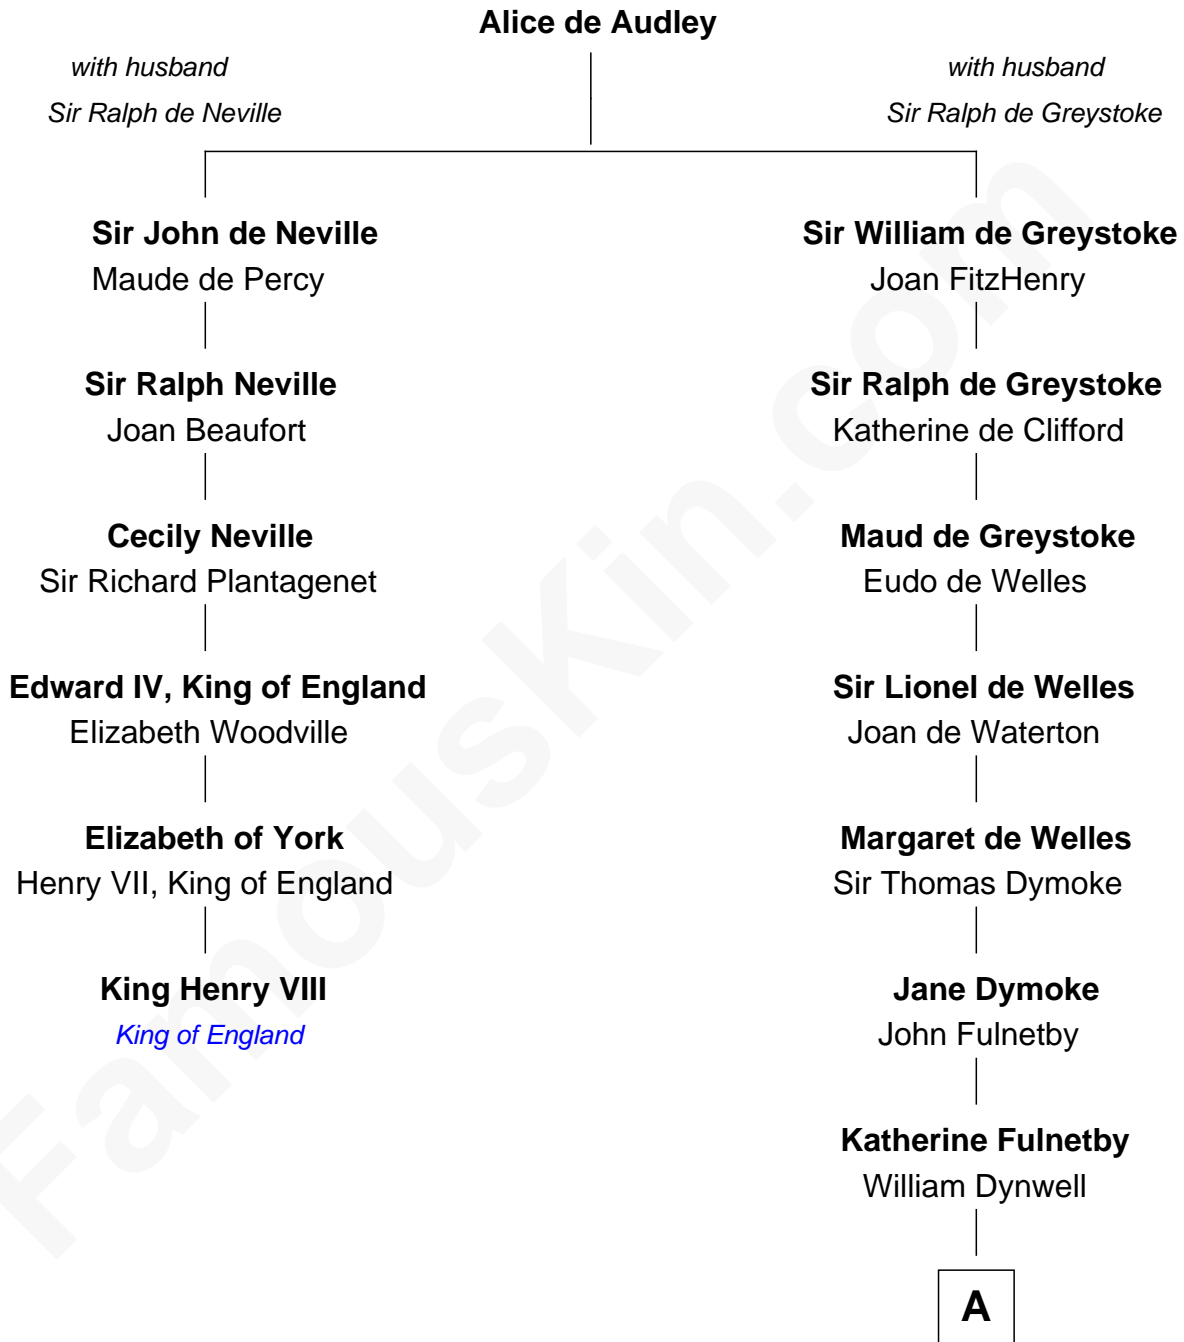 Alice de Audley
with husband
Sir Ralph de Neville
with husband
Sir Ralph de Greystoke
Sir John de Neville
Maude de Percy
Sir Ralph Neville
Joan Beaufort
Cecily Neville
Sir Richard Plantagenet
Edward IV, King of England
Elizabeth Woodville
Elizabeth of York
Henry VII, King of England
King Henry VIII
King of England
Sir William de Greystoke
Joan FitzHenry
Sir Ralph de Greystoke
Katherine de Clifford
Maud de Greystoke
Eudo de Welles
Sir Lionel de Welles
Joan de Waterton
Margaret de Welles
Sir Thomas Dymoke
Jane Dymoke
John Fulnetby
Katherine Fulnetby
William Dynwell
A
FamousKin.com